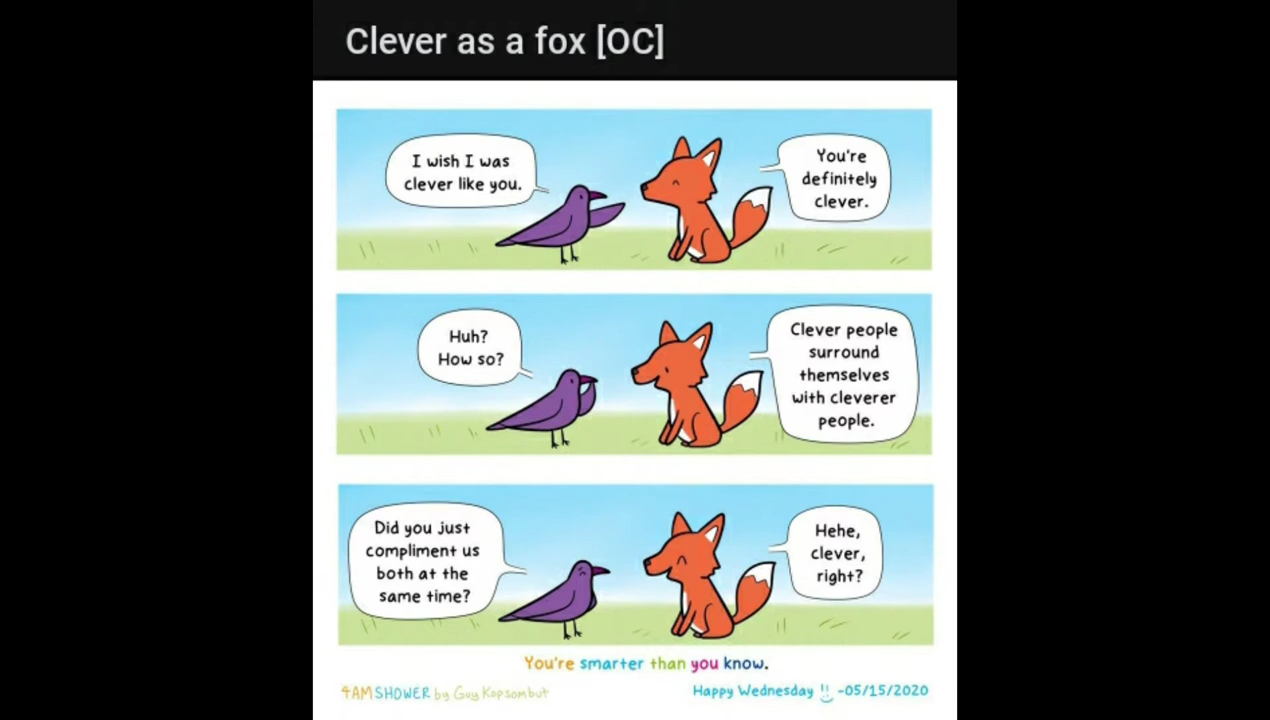 Clever as a fox [OC]
I wish I was
clever like you.
You're
definitely
clever.
Huh?
How so?
Clever people
surround
themselves
with cleverer
people.
Did you just
compliment us
both at the
same time?
Hehe,
clever,
right?
You're smarter than you know.
4AMSHOWER by Guy Kopsombut
Happy Wednesday !! -05/15/2020